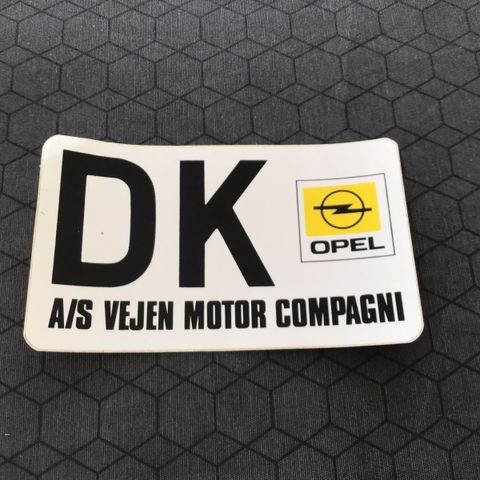 DK
OPEL
A/S VEJEN MOTOR COMPAGNI